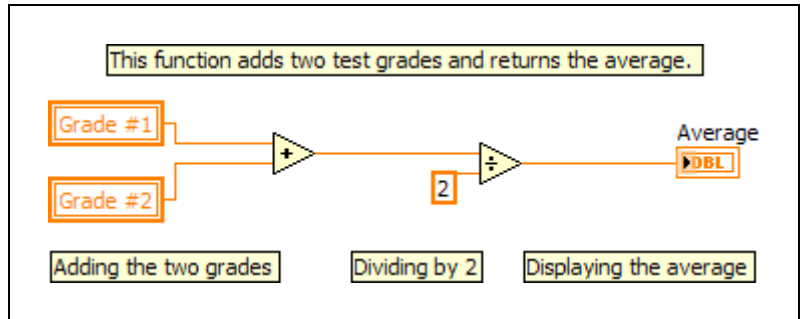 This function adds two test grades and returns the average.
Grade #1
+
÷
Average
DBL
2
Grade #2
Adding the two grades
Dividing by 2
Displaying the average